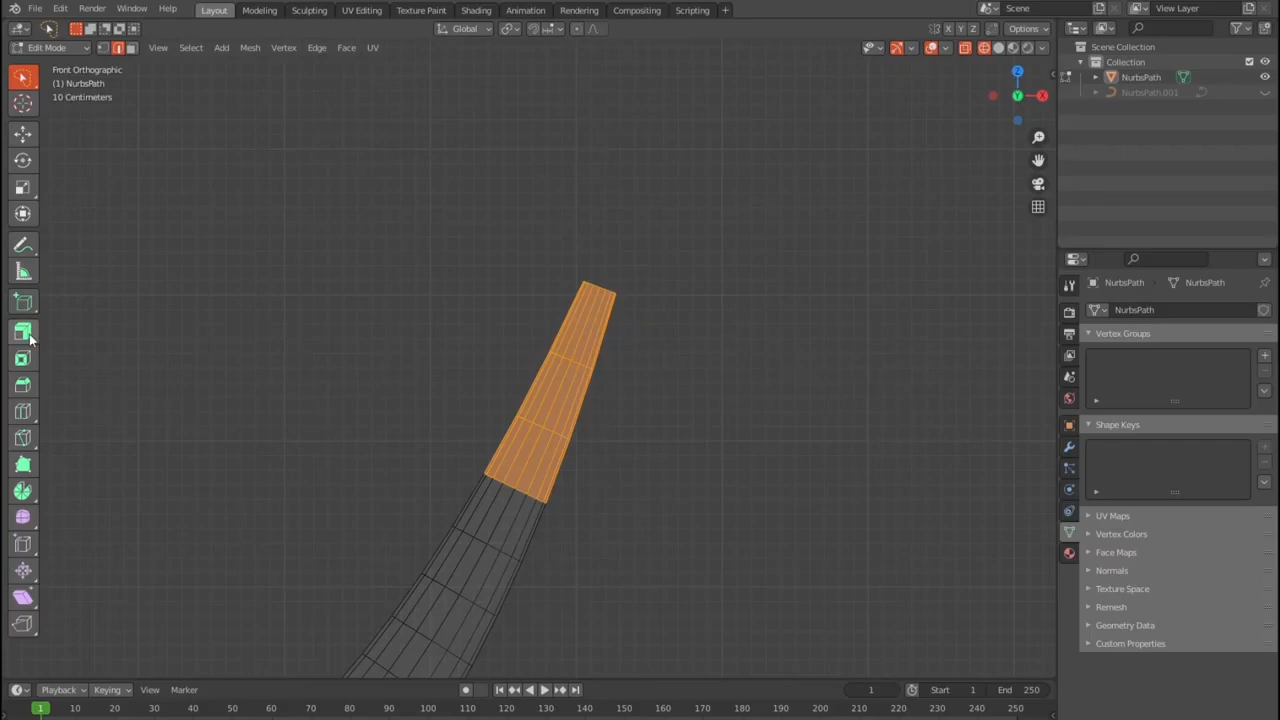 File Edit Render Window Help Layout Modeling Sculpting UV Editing Texture Paint Shading Animation Rendering Compositing Scripting + Scene View Layer
Global X Y Z Options
Edit Mode View Select Add Mesh Vertex Edge Face UV
Scene Collection
Collection
NurbsPath
NurbsPath.001
Front Orthographic
(1) NurbsPath
10 Centimeters
Z
Y
X
NurbsPath NurbsPath
NurbsPath
Vertex Groups
Shape Keys
UV Maps
Vertex Colors
Face Maps
Normals
Texture Space
Remesh
Geometry Data
Custom Properties
Playback Keying View Marker 1 Start 1 End 250
1 10 20 30 40 50 60 70 80 90 100 110 120 130 140 150 160 170 180 190 200 210 220 230 240 250